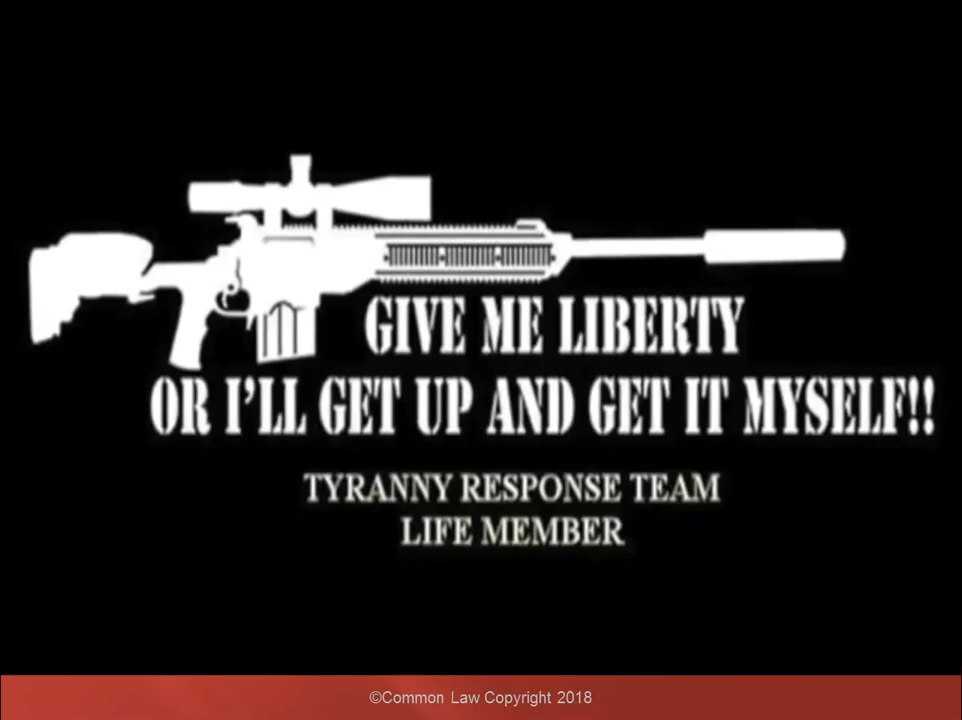 GIVE ME LIBERTY
OR I'LL GET UP AND GET IT MYSELF!!
TYRANNY RESPONSE TEAM
LIFE MEMBER
©Common Law Copyright 2018